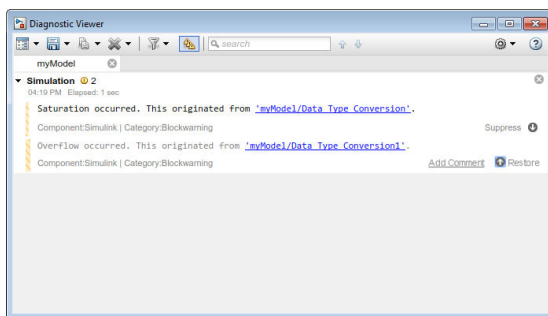 Diagnostic Viewer
search
myModel
Simulation 2
04:19 PM Elapsed: 1 sec
Saturation occurred. This originated from 'myModel/Data Type Conversion'.
Component:Simulink | Category:Blockwarning Suppress
Overflow occurred. This originated from 'myModel/Data Type Conversion1'.
Component:Simulink | Category:Blockwarning Add Comment Restore